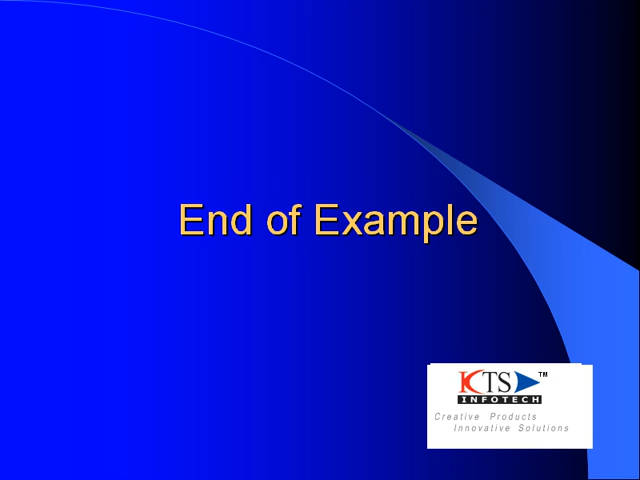 End of Example
KTS TM
INFOTECH
Creative Products
Innovative Solutions